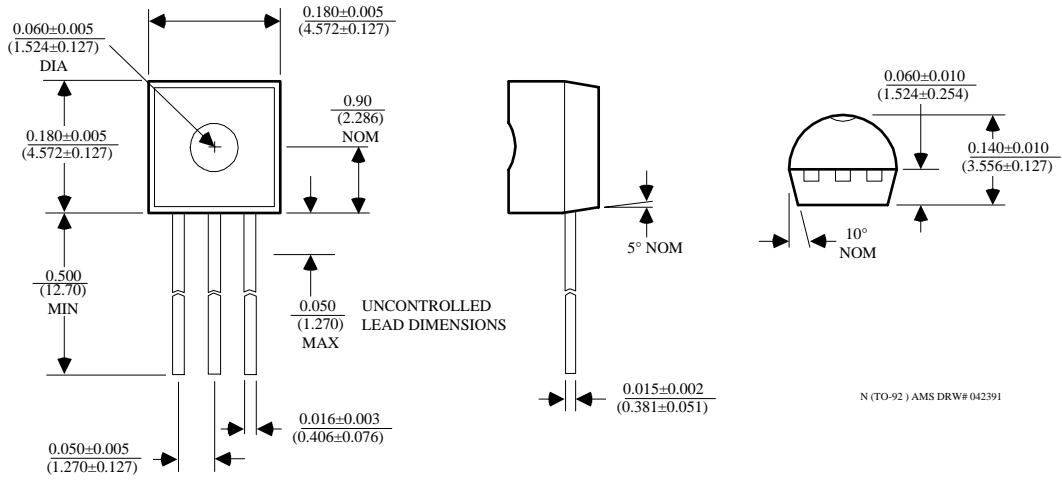 0.060±0.005
(1.524±0.127)
DIA
0.180±0.005
(4.572±0.127)
0.180±0.005
(4.572±0.127)
0.90
(2.286)
NOM
0.500
(12.70)
MIN
0.050
(1.270)
MAX
UNCONTROLLED
LEAD DIMENSIONS
0.016±0.003
(0.406±0.076)
0.050±0.005
(1.270±0.127)
5° NOM
0.015±0.002
(0.381±0.051)
0.060±0.010
(1.524±0.254)
0.140±0.010
(3.556±0.127)
10°
NOM
N (TO-92 ) AMS DRW# 042391